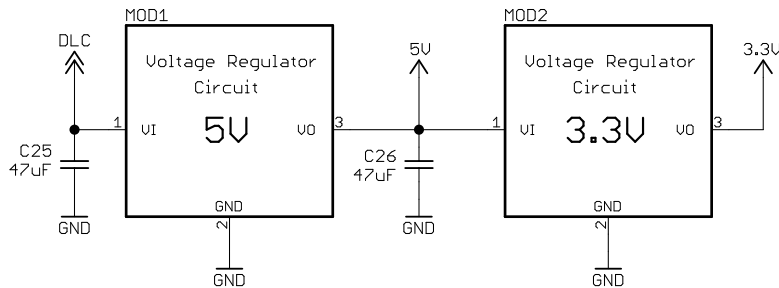 MOD1
MOD2
DLC
5V
3.3V
Voltage Regulator
Circuit
5V
Voltage Regulator
Circuit
3.3V
1
VI
VO
3
1
VI
VO
3
C25
47uF
C26
47uF
GND
2
GND
2
GND
GND
GND
GND